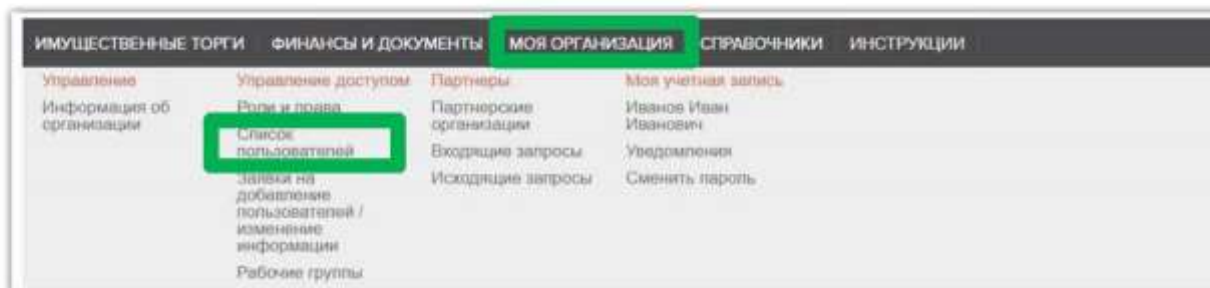 ИМУЩЕСТВЕННЫЕ ТОРГИ ФИНАНСЫ И ДОКУМЕНТЫ МОЯ ОРГАНИЗАЦИЯ СПРАВОЧНИКИ ИНСТРУКЦИИ
Управление
Информация об
организации
Управление доступом
Роли и права
Список
пользователей
Заявки на
добавление
пользователей /
изменение
информации
Рабочие группы
Партнеры
Партнерские
организации
Входящие запросы
Исходящие запросы
Моя учетная запись
Иванов Иван
Иванович
Уведомления
Сменить пароль